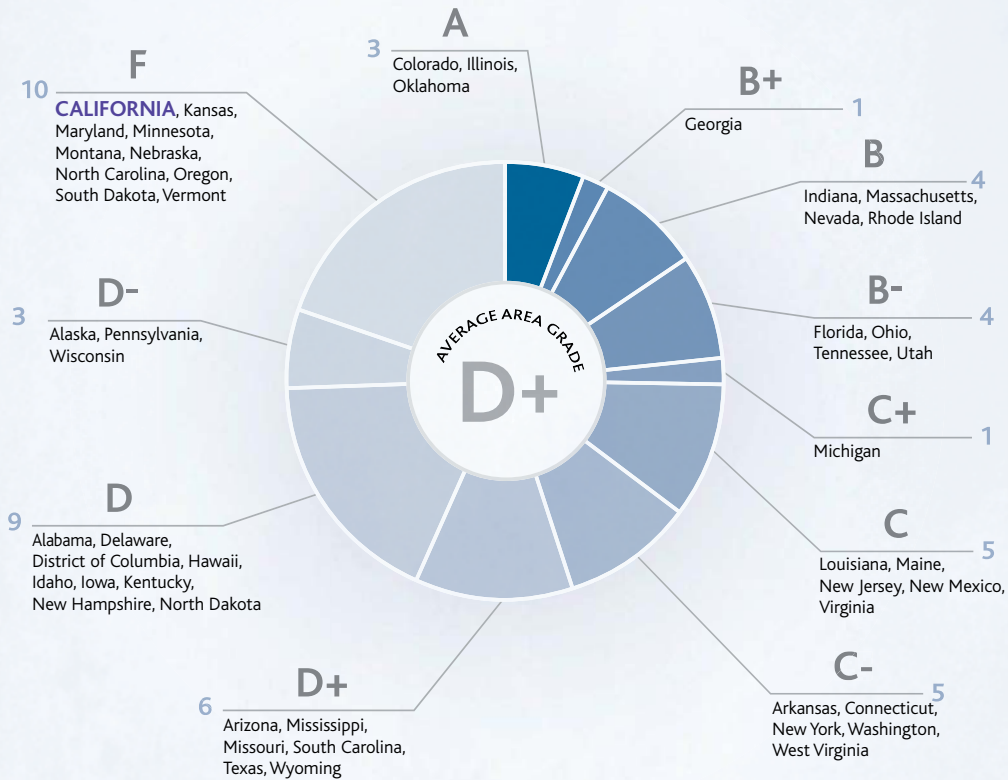 A
3
Colorado, Illinois,
Oklahoma
B+
1
Georgia
B
4
Indiana, Massachusetts,
Nevada, Rhode Island
B-
4
Florida, Ohio,
Tennessee, Utah
C+
1
Michigan
C
5
Louisiana, Maine,
New Jersey, New Mexico,
Virginia
C-
5
Arkansas, Connecticut,
New York, Washington,
West Virginia
D+
6
Arizona, Mississippi,
Missouri, South Carolina,
Texas, Wyoming
D
9
Alabama, Delaware,
District of Columbia, Hawaii,
Idaho, Iowa, Kentucky,
New Hampshire, North Dakota
D-
3
Alaska, Pennsylvania,
Wisconsin
F
10
CALIFORNIA, Kansas,
Maryland, Minnesota,
Montana, Nebraska,
North Carolina, Oregon,
South Dakota, Vermont
AVERAGE AREA GRADE
D+